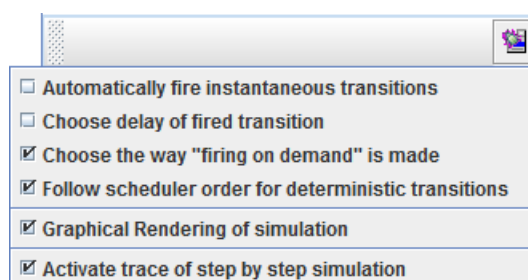 Automatically fire instantaneous transitions
Choose delay of fired transition
Choose the way "firing on demand" is made
Follow scheduler order for deterministic transitions
Graphical Rendering of simulation
Activate trace of step by step simulation